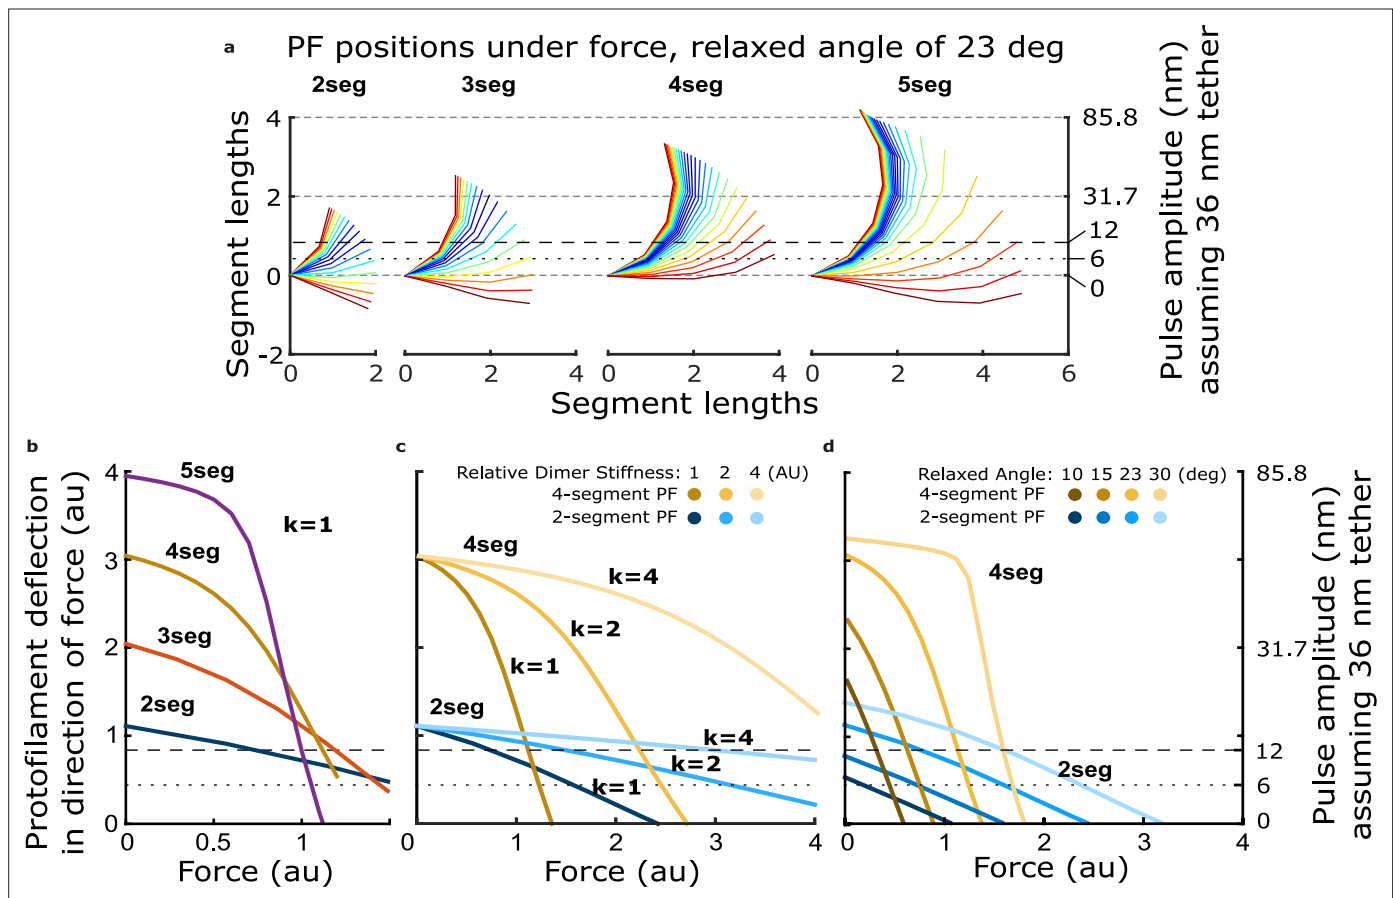 a PF positions under force, relaxed angle of 23 deg
2seg 3seg 4seg 5seg
Segment lengths
4
2
0
-2
0 2 0 2 4 0 2 4 0 2 4 6
Segment lengths
85.8
31.7
12
6
0
Pulse amplitude (nm)
assuming 36 nm tether
b
Protofilament deflection
in direction of force (au)
4
3
2
1
0
5seg
k=1
4seg
3seg
2seg
0 0.5 1
Force (au)
c
Relative Dimer Stiffness: 1 2 4 (AU)
4-segment PF
2-segment PF
4seg
k=4
k=2
k=1
2seg
k=4
k=2
k=1
0 1 2 3 4
Force (au)
d
Relaxed Angle: 10 15 23 30 (deg)
4-segment PF
2-segment PF
4seg
2seg
0 1 2 3 4
Force (au)
85.8
31.7
12
6
0
Pulse amplitude (nm)
assuming 36 nm tether